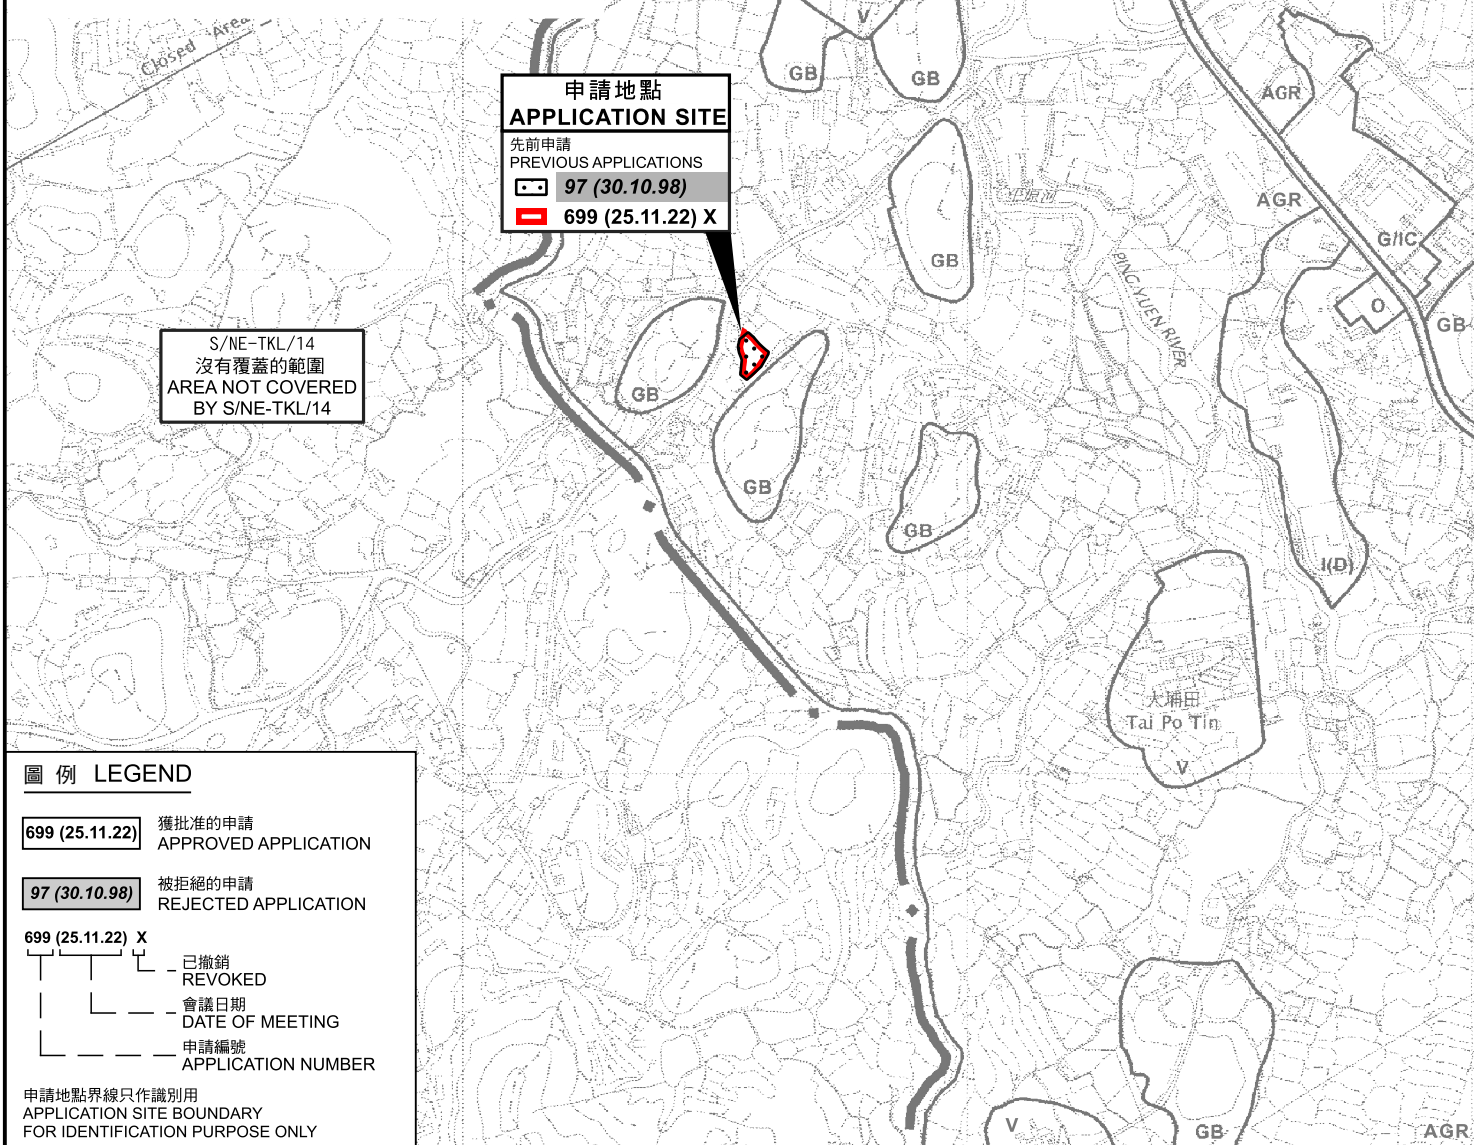 Closed Area
V
GB
GB
申請地點
APPLICATION SITE
先前申請
PREVIOUS APPLICATIONS
97 (30.10.98)
699 (25.11.22) X
AGR
AGR
G/IC
GB
PING YUEN RIVER
O
GB
S/NE-TKL/14
沒有覆蓋的範圍
AREA NOT COVERED
BY S/NE-TKL/14
GB
GB
GB
I(D)
大埔田
Tai Po Tin
V
圖 例 LEGEND
699 (25.11.22)
獲批准的申請
APPROVED APPLICATION
97 (30.10.98)
被拒絕的申請
REJECTED APPLICATION
699 (25.11.22) X
已撤銷
REVOKED
會議日期
DATE OF MEETING
申請編號
APPLICATION NUMBER
申請地點界線只作識別用
APPLICATION SITE BOUNDARY
FOR IDENTIFICATION PURPOSE ONLY
V
GB
AGR